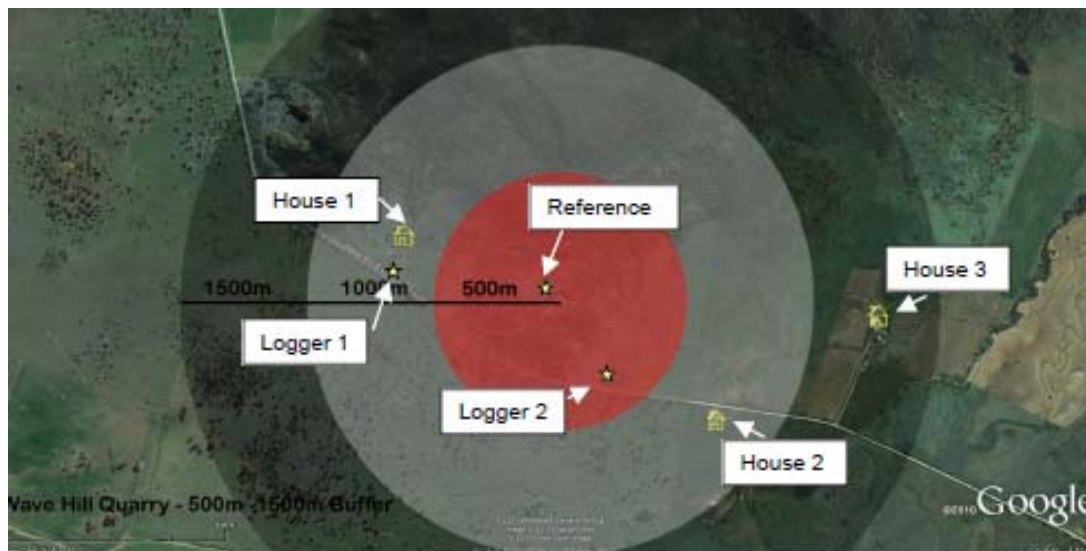 House 1
Reference
House 3
1500m 1000m 500m
Logger 1
Logger 2
House 2
Wave Hill Quarry - 500m -1500m Buffer
©2010 Google